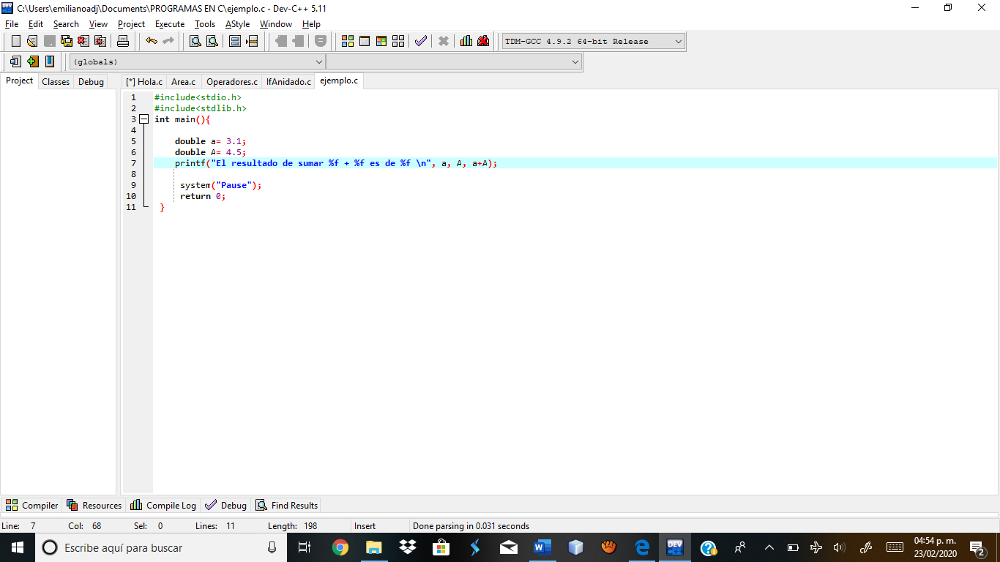 C:\Users\emilianoadj\Documents\PROGRAMAS EN C\ejemplo.c - Dev-C++ 5.11
File Edit Search View Project Execute Tools AStyle Window Help
TDM-GCC 4.9.2 64-bit Release
(globals)
Project Classes Debug [*] Hola.c Area.c Operadores.c IfAnidado.c ejemplo.c
1 #include<stdio.h>
2 #include<stdlib.h>
3 int main(){
4
5 double a= 3.1;
6 double A= 4.5;
7 printf("El resultado de sumar %f + %f es de %f \n", a, A, a+A);
8
9 system("Pause");
10 return 0;
11 }
Compiler Resources Compile Log Debug Find Results
Line: 7 Col: 68 Sel: 0 Lines: 11 Length: 198 Insert Done parsing in 0.031 seconds
Escribe aquí para buscar
DEV
04:54 p. m.
23/02/2020
2